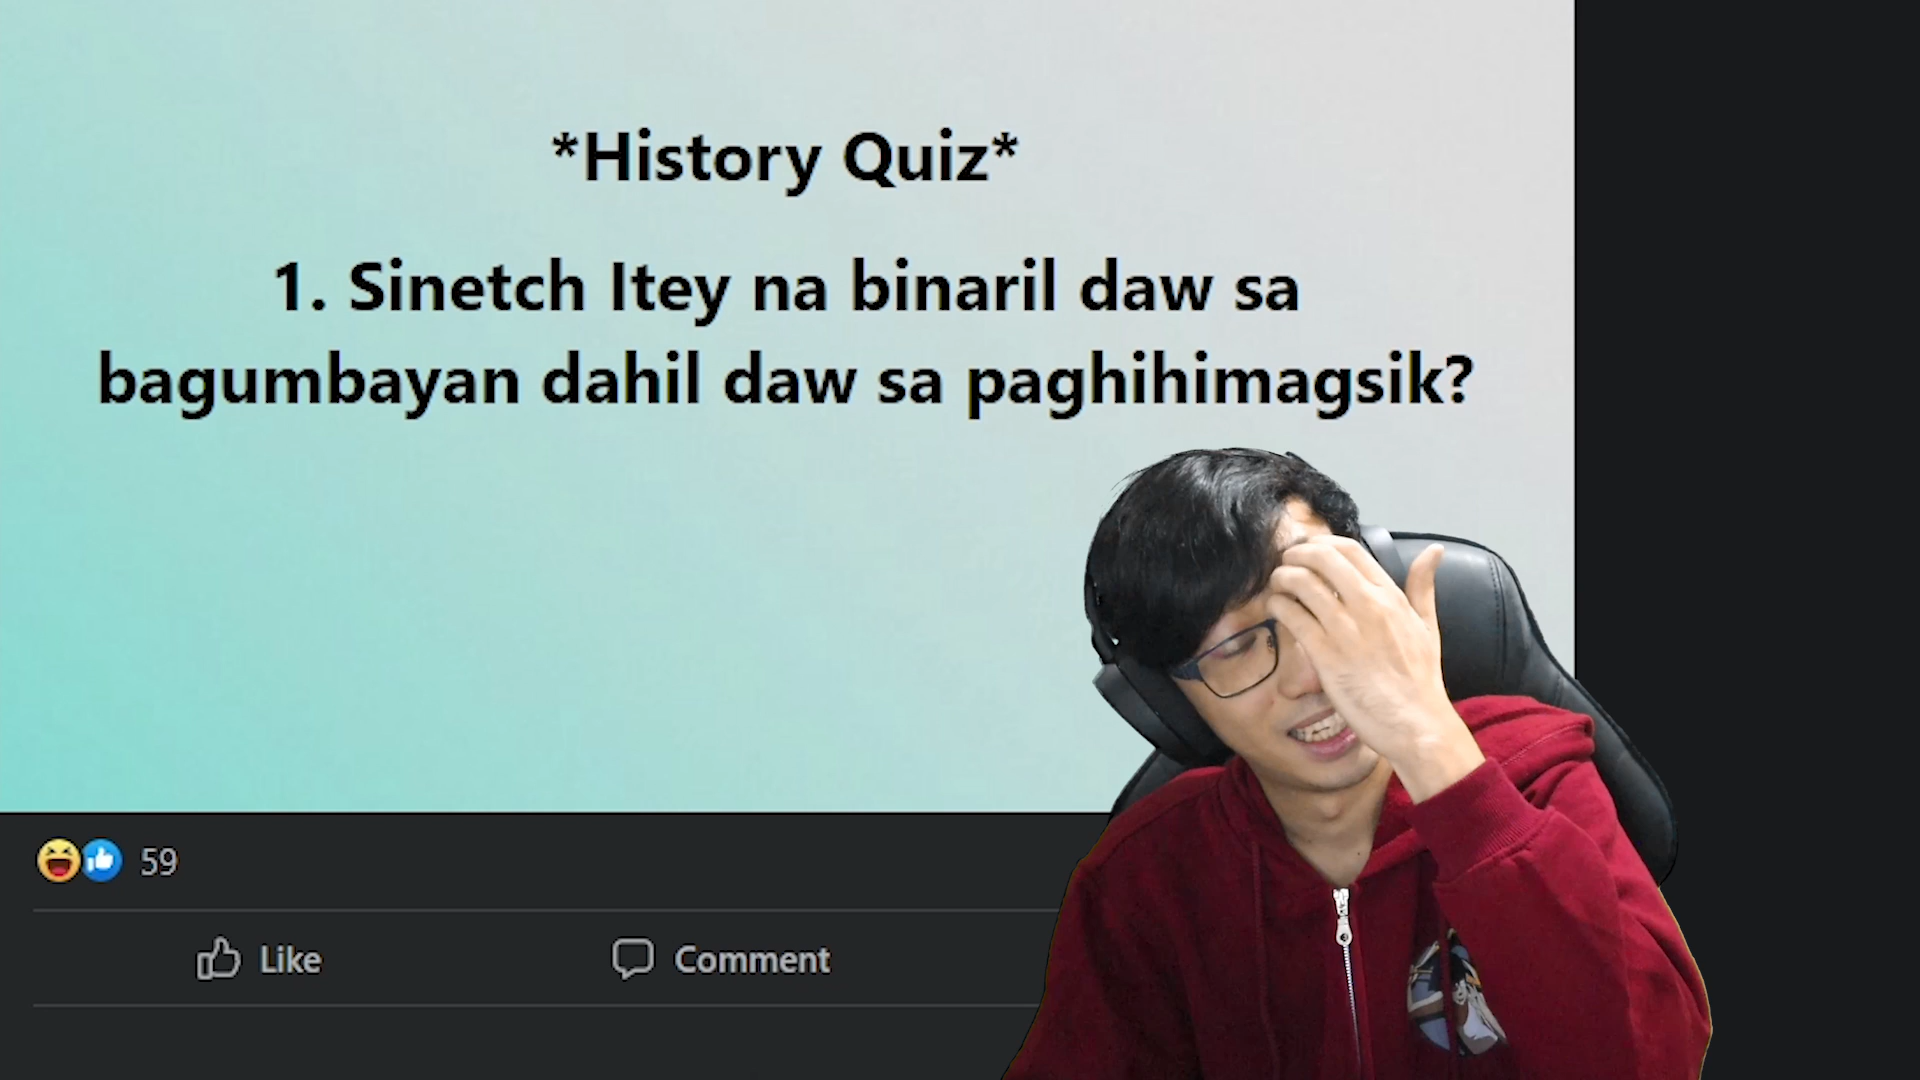 *History Quiz*
1. Sinetch Itey na binaril daw sa
bagumbayan dahil daw sa paghihimagsik?
59
Like
Comment